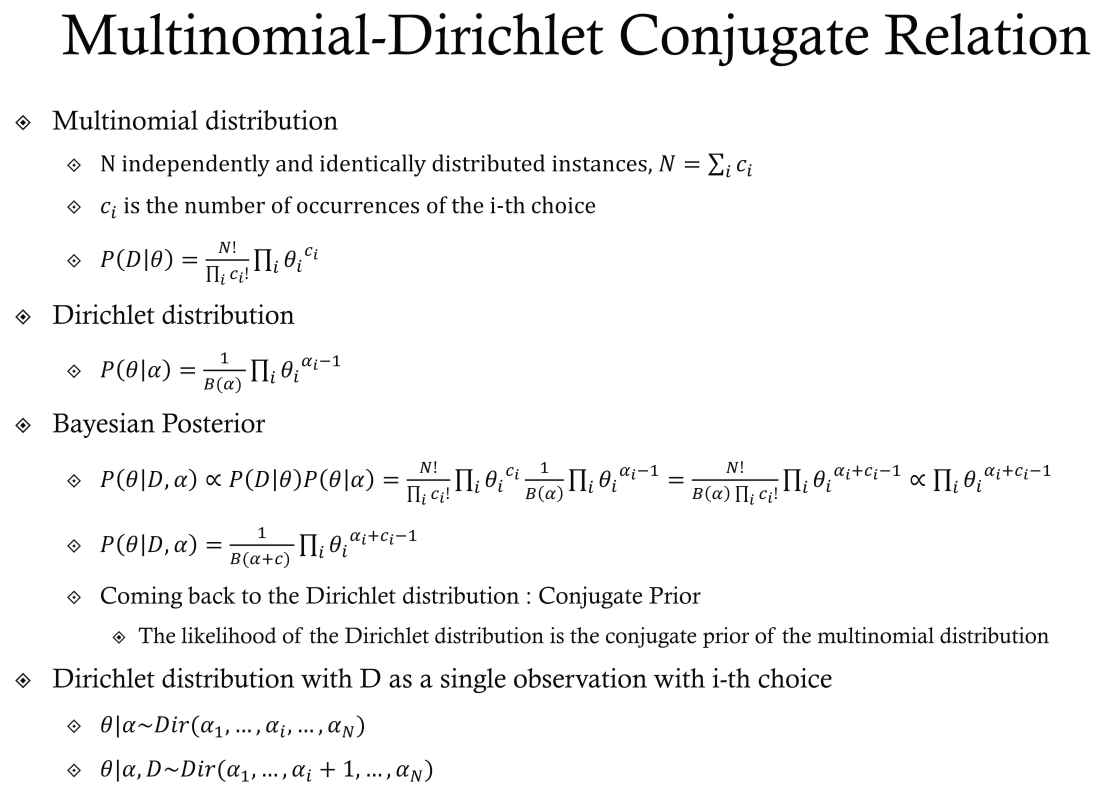 Multinomial-Dirichlet Conjugate Relation
Multinomial distribution
N independently and identically distributed instances, $N = \sum_i c_i$
$c_i$ is the number of occurrences of the i-th choice
$P(D|\theta) = \frac{N!}{\prod_i c_i!} \prod_i \theta_i^{c_i}$
Dirichlet distribution
$P(\theta|\alpha) = \frac{1}{B(\alpha)} \prod_i \theta_i^{\alpha_i-1}$
Bayesian Posterior
$P(\theta|D,\alpha) \propto P(D|\theta)P(\theta|\alpha) = \frac{N!}{\prod_i c_i!} \prod_i \theta_i^{c_i} \frac{1}{B(\alpha)} \prod_i \theta_i^{\alpha_i-1} = \frac{N!}{B(\alpha) \prod_i c_i!} \prod_i \theta_i^{\alpha_i+c_i-1} \propto \prod_i \theta_i^{\alpha_i+c_i-1}$
$P(\theta|D,\alpha) = \frac{1}{B(\alpha+c)} \prod_i \theta_i^{\alpha_i+c_i-1}$
Coming back to the Dirichlet distribution : Conjugate Prior
The likelihood of the Dirichlet distribution is the conjugate prior of the multinomial distribution
Dirichlet distribution with D as a single observation with i-th choice
$\theta|\alpha \sim Dir(\alpha_1, \ldots, \alpha_i, \ldots, \alpha_N)$
$\theta|\alpha, D \sim Dir(\alpha_1, \ldots, \alpha_i + 1, \ldots, \alpha_N)$